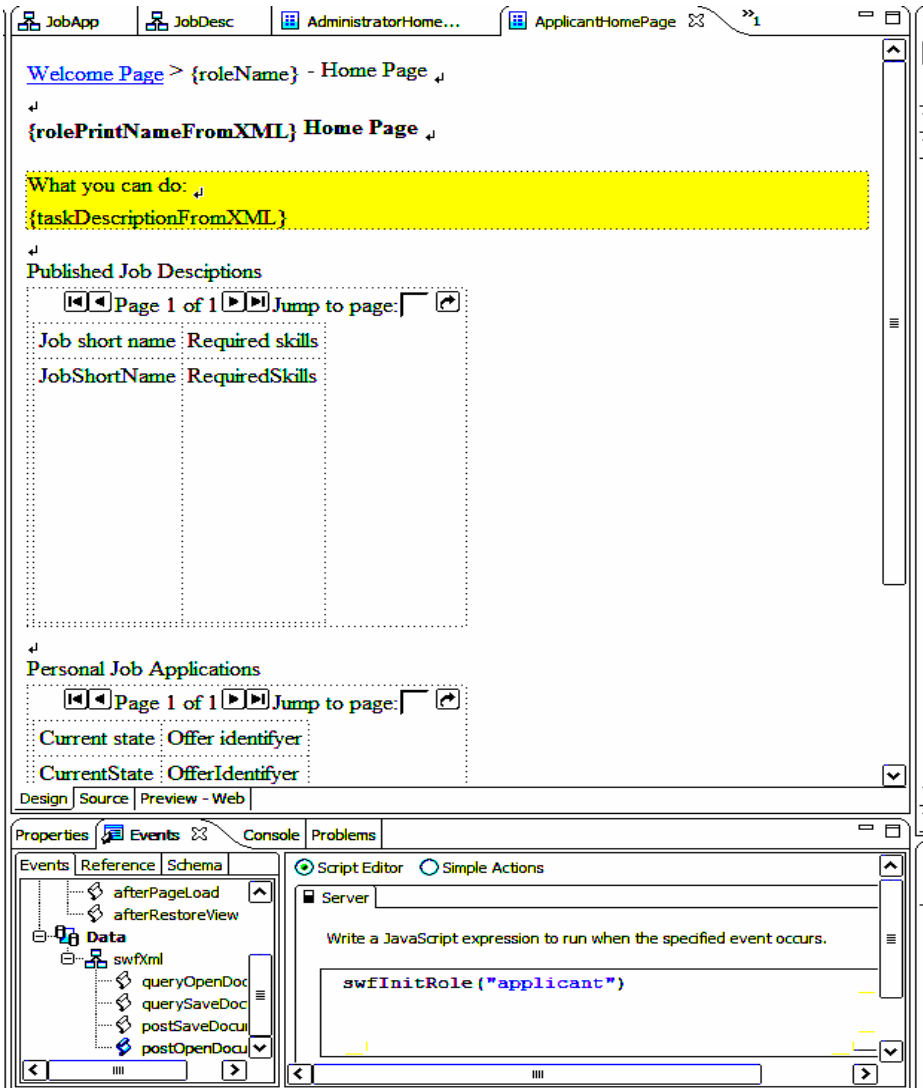 JobApp JobDesc AdministratorHome... ApplicantHomePage »1
Welcome Page > {roleName} - Home Page
{rolePrintNameFromXML} Home Page
What you can do:
{taskDescriptionFromXML}
Published Job Desciptions
Page 1 of 1 Jump to page:
Job short name Required skills
JobShortName RequiredSkills
Personal Job Applications
Page 1 of 1 Jump to page:
Current state Offer identifyer
CurrentState OfferIdentifyer
Design Source Preview - Web
Properties Events Console Problems
Events Reference Schema
Script Editor Simple Actions
afterPageLoad
Server
afterRestoreView
Data
Write a JavaScript expression to run when the specified event occurs.
swfXml
queryOpenDoc
swfInitRole("applicant")
querySaveDoc
postSaveDocu
postOpenDocu